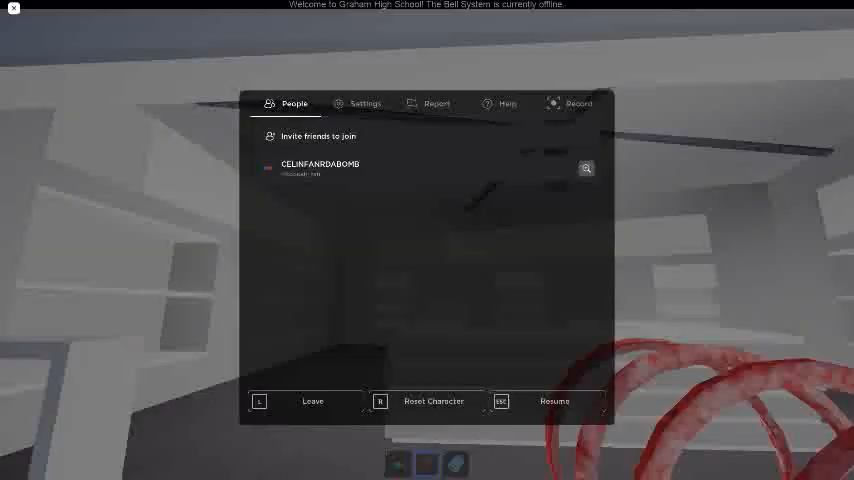 Welcome to Graham High School! The Bell System is currently offline.
People Settings Report Help Record
Invite friends to join
CELINFANRDABOMB
L Leave R Reset Character ESC Resume